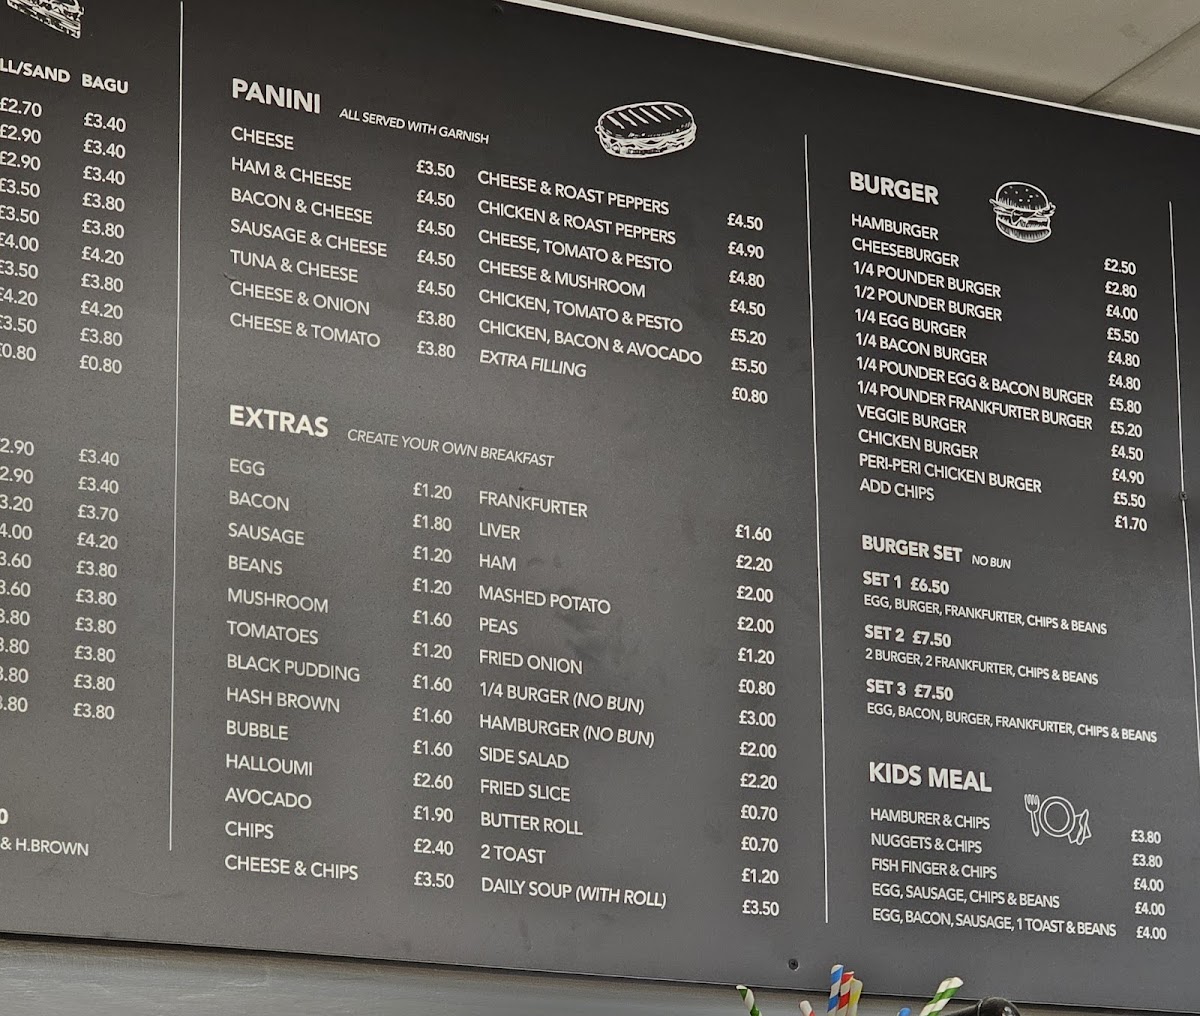 LL/SAND BAGU
£2.70 £3.40
£2.90 £3.40
£2.90 £3.40
£3.50 £3.80
£3.50 £3.80
£4.00 £4.20
£3.50 £3.80
£4.20 £4.20
£3.50 £3.80
£0.80 £0.80
2.90 £3.40
2.90 £3.40
3.20 £3.70
4.00 £4.20
3.60 £3.80
3.60 £3.80
.80 £3.80
.80 £3.80
.80 £3.80
.80 £3.80
0
& H.BROWN
PANINI ALL SERVED WITH GARNISH
CHEESE £3.50
HAM & CHEESE £4.50
BACON & CHEESE £4.50
SAUSAGE & CHEESE £4.50
TUNA & CHEESE £4.50
CHEESE & ONION £3.80
CHEESE & TOMATO £3.80
CHEESE & ROAST PEPPERS £4.50
CHICKEN & ROAST PEPPERS £4.90
CHEESE, TOMATO & PESTO £4.80
CHEESE & MUSHROOM £4.50
CHICKEN, TOMATO & PESTO £5.20
CHICKEN, BACON & AVOCADO £5.50
EXTRA FILLING £0.80
EXTRAS CREATE YOUR OWN BREAKFAST
EGG £1.20
BACON £1.80
SAUSAGE £1.20
BEANS £1.20
MUSHROOM £1.60
TOMATOES £1.20
BLACK PUDDING £1.60
HASH BROWN £1.60
BUBBLE £1.60
HALLOUMI £2.60
AVOCADO £1.90
CHIPS £2.40
CHEESE & CHIPS £3.50
FRANKFURTER £1.60
LIVER £2.20
HAM £2.00
MASHED POTATO £2.00
PEAS £1.20
FRIED ONION £0.80
1/4 BURGER (NO BUN) £3.00
HAMBURGER (NO BUN) £2.00
SIDE SALAD £2.20
FRIED SLICE £0.70
BUTTER ROLL £0.70
2 TOAST £1.20
DAILY SOUP (WITH ROLL) £3.50
BURGER
HAMBURGER £2.50
CHEESEBURGER £2.80
1/4 POUNDER BURGER £4.00
1/2 POUNDER BURGER £5.50
1/4 EGG BURGER £4.80
1/4 BACON BURGER £4.80
1/4 POUNDER EGG & BACON BURGER £5.80
1/4 POUNDER FRANKFURTER BURGER £5.20
VEGGIE BURGER £4.50
CHICKEN BURGER £4.90
PERI-PERI CHICKEN BURGER £5.50
ADD CHIPS £1.70
BURGER SET NO BUN
SET 1 £6.50
EGG, BURGER, FRANKFURTER, CHIPS & BEANS
SET 2 £7.50
2 BURGER, 2 FRANKFURTER, CHIPS & BEANS
SET 3 £7.50
EGG, BACON, BURGER, FRANKFURTER, CHIPS & BEANS
KIDS MEAL
HAMBURER & CHIPS £3.80
NUGGETS & CHIPS £3.80
FISH FINGER & CHIPS £4.00
EGG, SAUSAGE, CHIPS & BEANS £4.00
EGG, BACON, SAUSAGE, 1 TOAST & BEANS £4.00